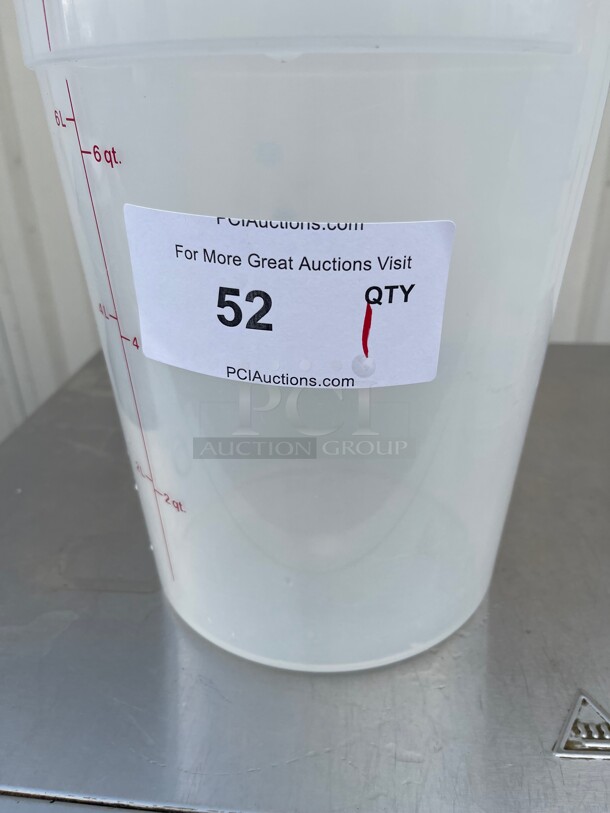 6L
6 qt.
PCIAuctions.com
For More Great Auctions Visit
52 QTY
1
4L
4
PCIAuctions.com
PCI
AUCTION GROUP
2L
2 qt.